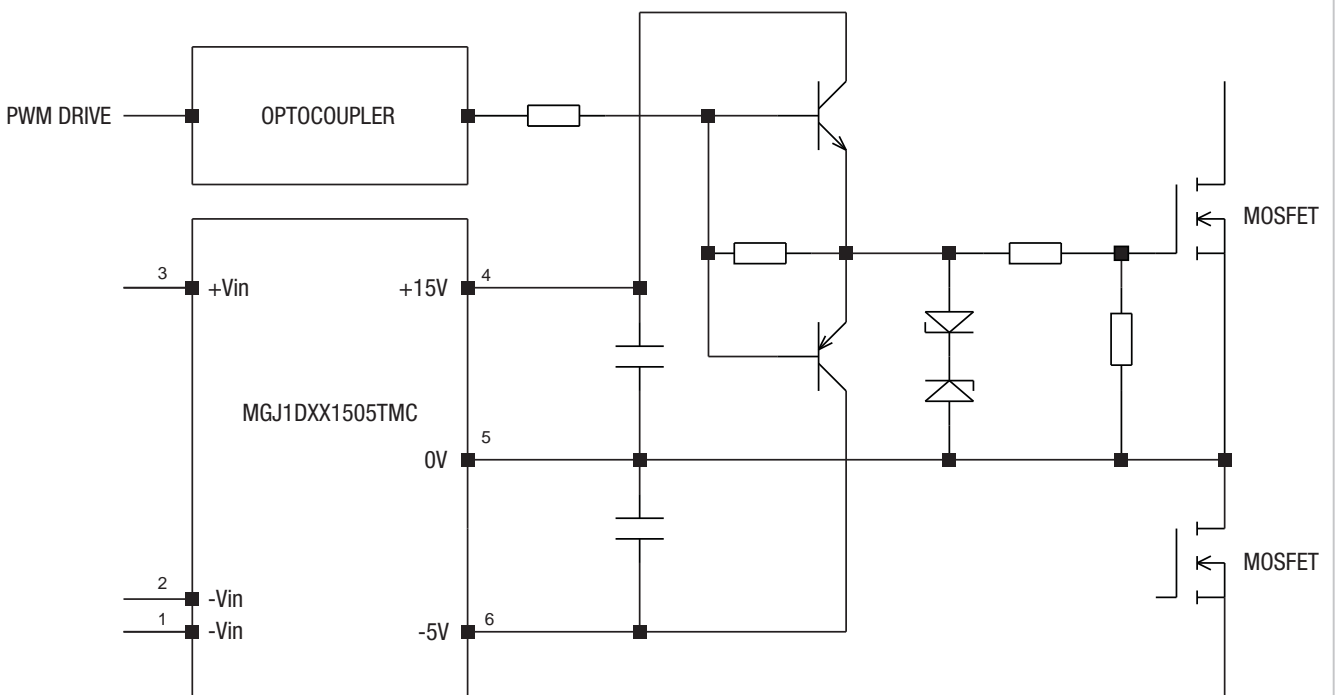 PWM DRIVE
OPTOCOUPLER
MOSFET
3
+Vin
+15V
4
MGJ1DXX1505TMC
5
0V
MOSFET
2
-Vin
1
-Vin
-5V
6